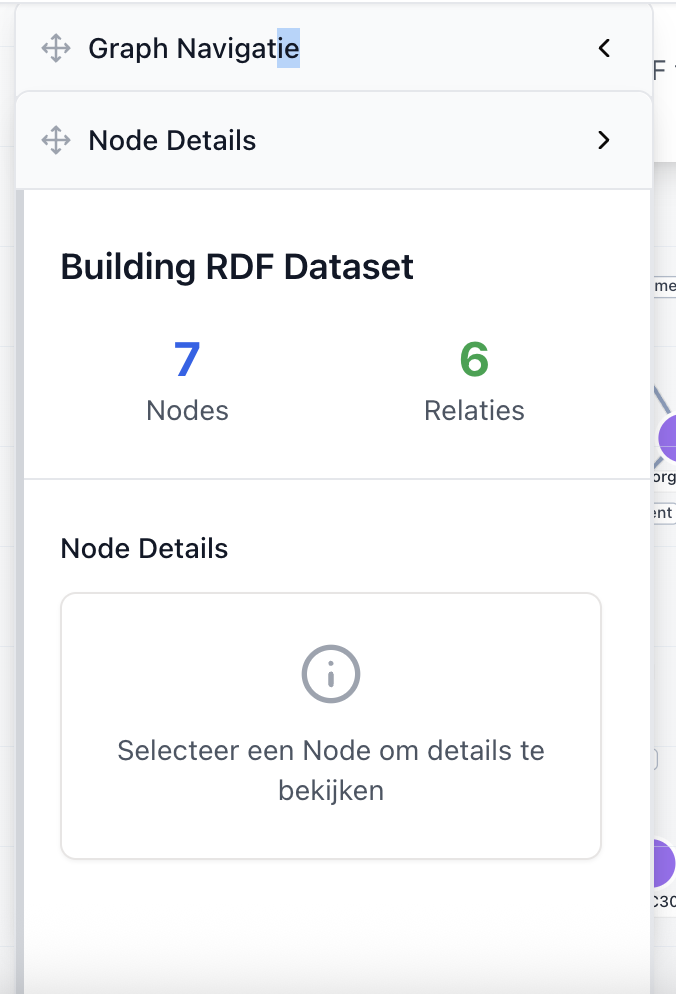 Graph Navigatie
F
Node Details
Building RDF Dataset
me
7
6
Nodes
Relaties
org
ent
Node Details
Selecteer een Node om details te
bekijken
C30